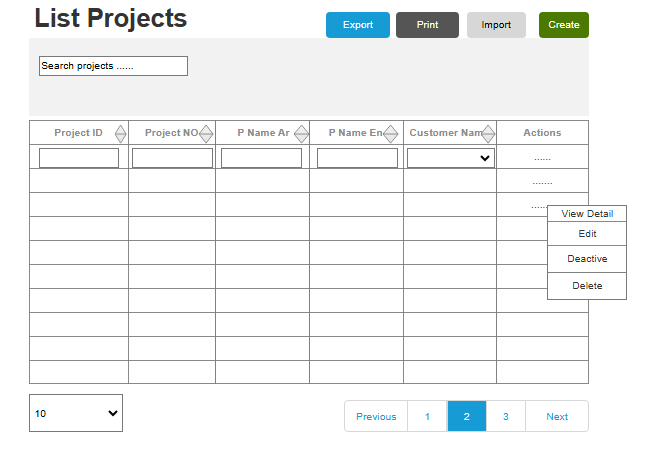 List Projects
Export Print Import Create
Search projects ......
Project ID Project NO P Name Ar P Name En Customer Nam Actions
......
.......
......
View Detail
Edit
Deactive
Delete
10
Previous 1 2 3 Next